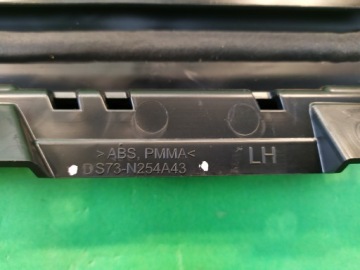 >ABS, PMMA<
DS73-N254A43
LH